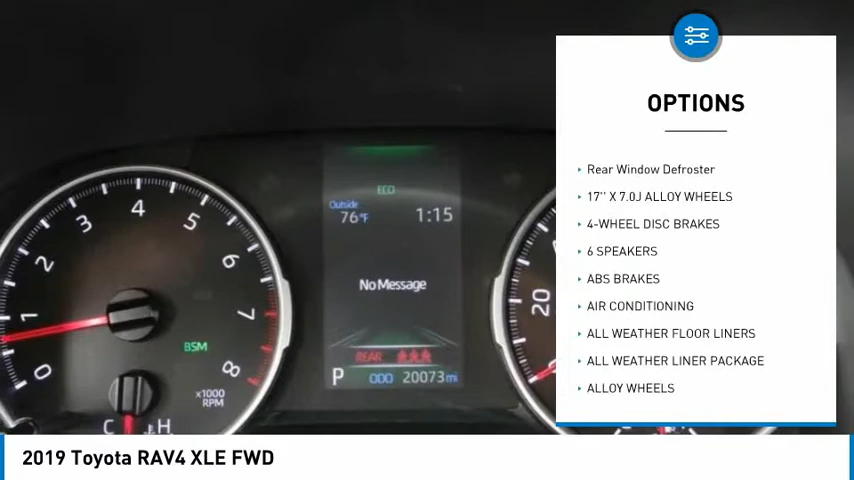 OPTIONS
Rear Window Defroster
17'' X 7.0J ALLOY WHEELS
4-WHEEL DISC BRAKES
6 SPEAKERS
ABS BRAKES
AIR CONDITIONING
ALL WEATHER FLOOR LINERS
ALL WEATHER LINER PACKAGE
ALLOY WHEELS
ECO
Outside
76°F 1:15
No Message
REAR
P ODO 20073mi
0 1 2 3 4 5 6 7 8
BSM
x1000
RPM
C H
20
2019 Toyota RAV4 XLE FWD